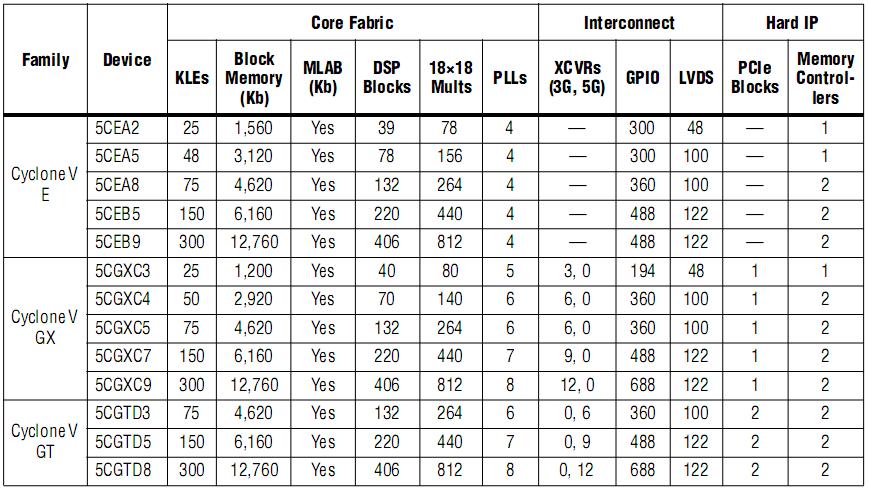 Family Device Core Fabric Interconnect Hard IP
KLEs Block Memory (Kb) MLAB (Kb) DSP Blocks 18×18 Mults PLLs XCVRs (3G, 5G) GPIO LVDS PCIe Blocks Memory Control-lers
Cyclone V E
5CEA2 25 1,560 Yes 39 78 4 — 300 48 — 1
5CEA5 48 3,120 Yes 78 156 4 — 300 100 — 1
5CEA8 75 4,620 Yes 132 264 4 — 360 100 — 2
5CEB5 150 6,160 Yes 220 440 4 — 488 122 — 2
5CEB9 300 12,760 Yes 406 812 4 — 488 122 — 2
Cyclone V GX
5CGXC3 25 1,200 Yes 40 80 5 3, 0 194 48 1 1
5CGXC4 50 2,920 Yes 70 140 6 6, 0 360 100 1 2
5CGXC5 75 4,620 Yes 132 264 6 6, 0 360 100 1 2
5CGXC7 150 6,160 Yes 220 440 7 9, 0 488 122 1 2
5CGXC9 300 12,760 Yes 406 812 8 12, 0 688 122 1 2
Cyclone V GT
5CGTD3 75 4,620 Yes 132 264 6 0, 6 360 100 2 2
5CGTD5 150 6,160 Yes 220 440 7 0, 9 488 122 2 2
5CGTD8 300 12,760 Yes 406 812 8 0, 12 688 122 2 2